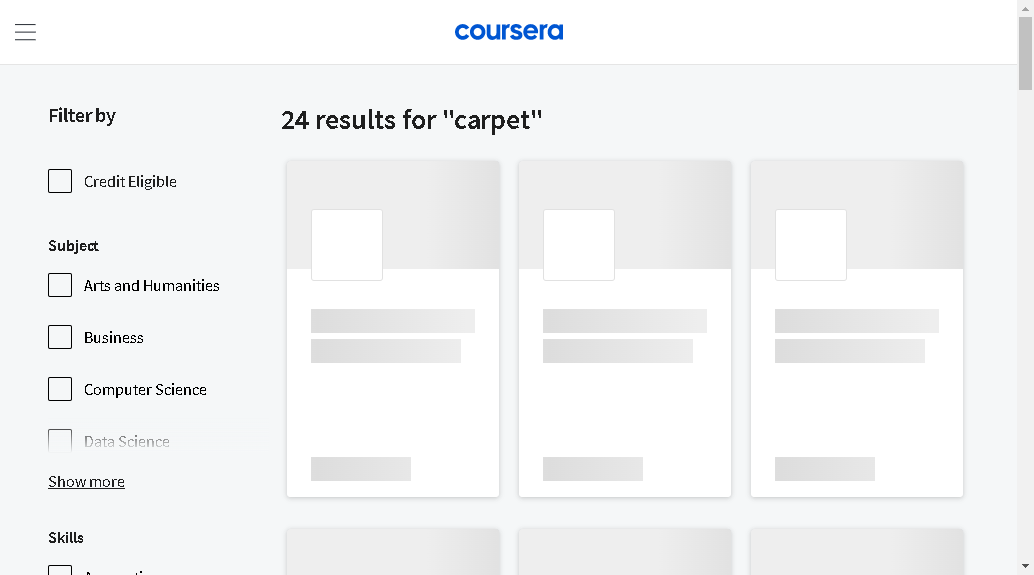 coursera
Filter by
24 results for "carpet"
Credit Eligible
Subject
Arts and Humanities
Business
Computer Science
Data Science
Show more
Skills